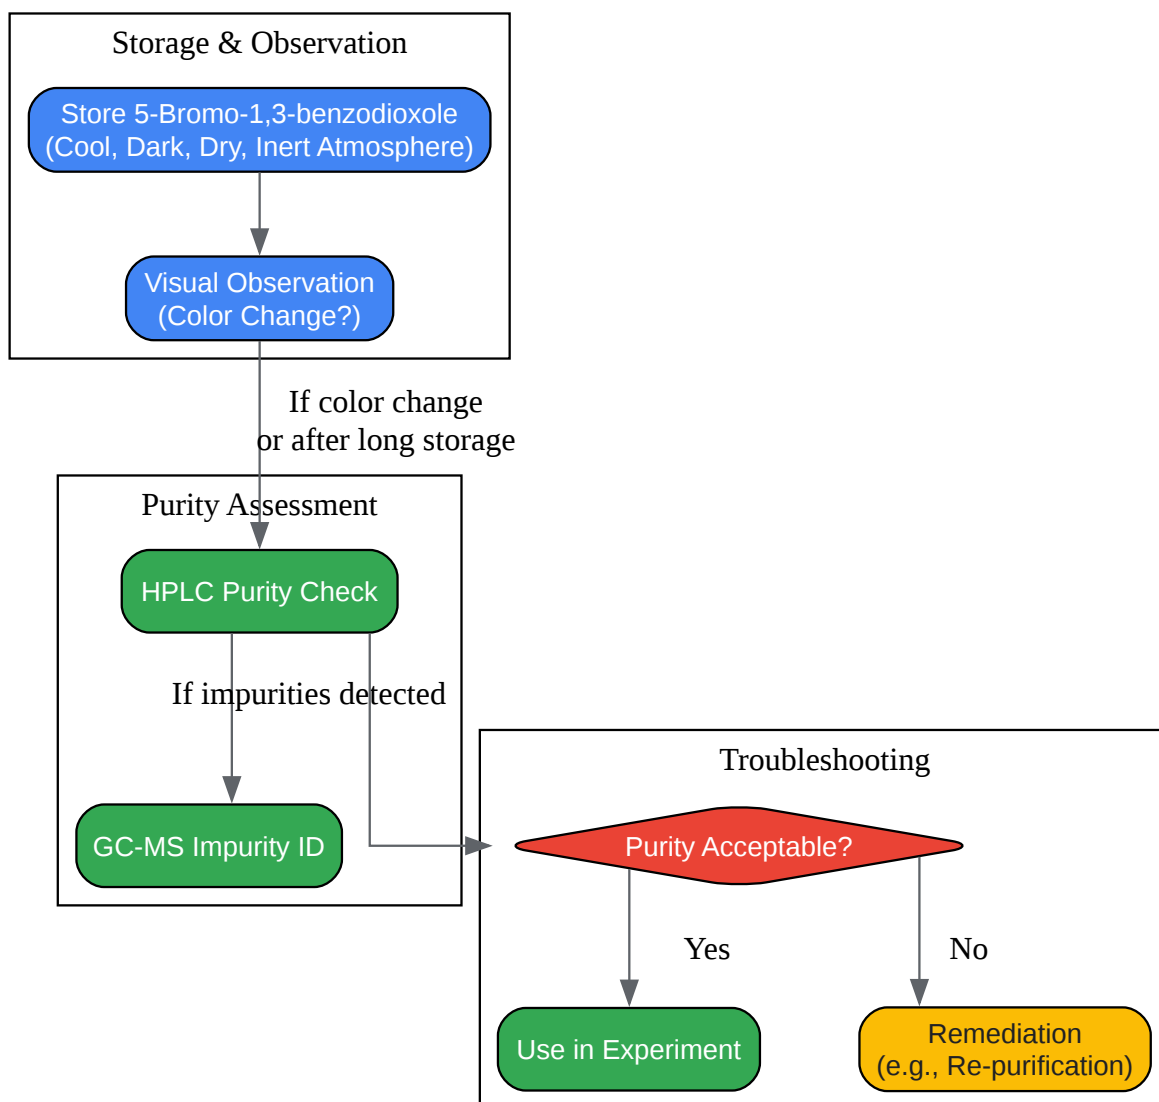 Storage & Observation
Store 5-Bromo-1,3-benzodioxole
(Cool, Dark, Dry, Inert Atmosphere)
Visual Observation
(Color Change?)
If color change
or after long storage
Purity Assessment
HPLC Purity Check
If impurities detected
GC-MS Impurity ID
Troubleshooting
Purity Acceptable?
Yes
No
Use in Experiment
Remediation
(e.g., Re-purification)